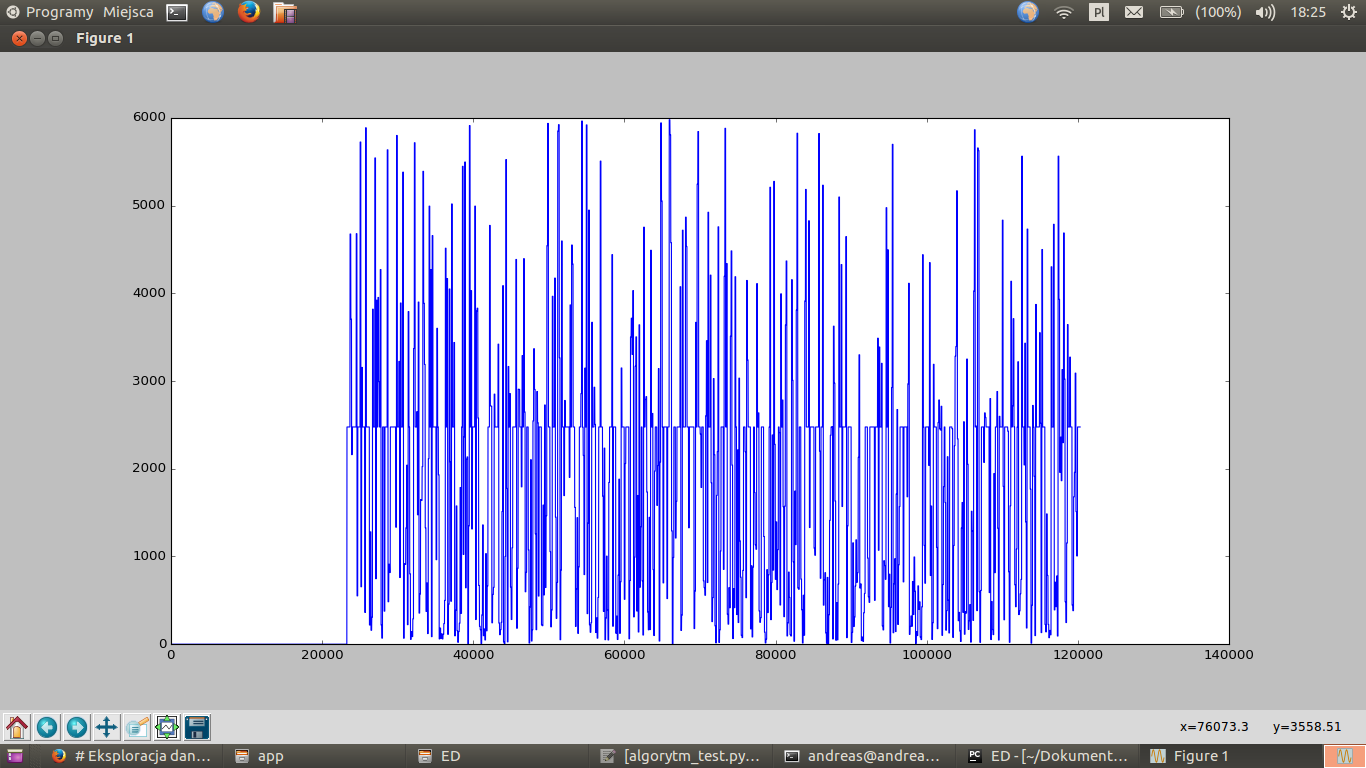 Programy Miejsca Pl (100%) 18:25
Figure 1
6000
5000
4000
3000
2000
1000
0
0 20000 40000 60000 80000 100000 120000 140000
x=76073.3 y=3558.51
# Eksploracja dan... app ED [algorytm_test.py... andreas@andrea... PC ED - [~/Dokument... Figure 1